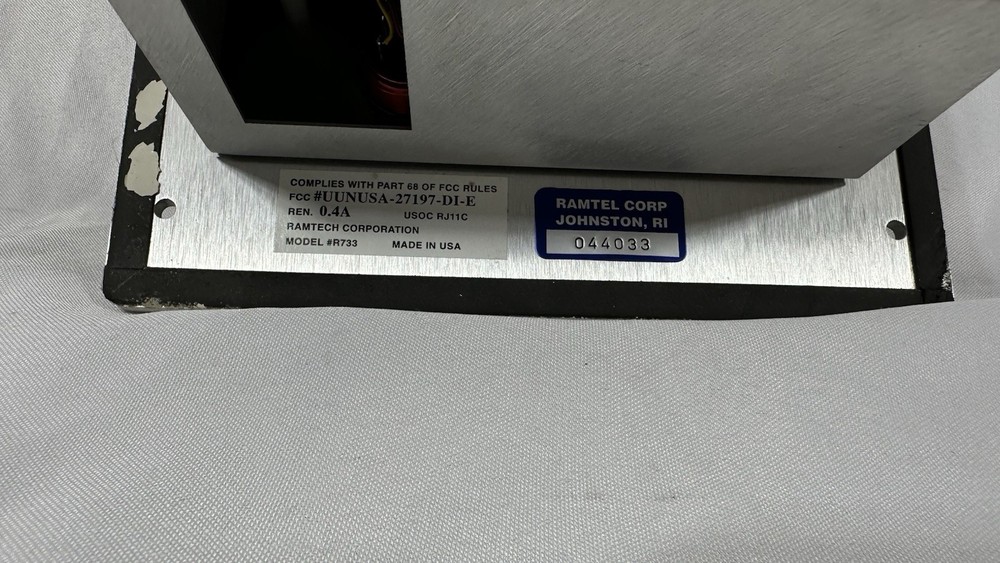 COMPLIES WITH PART 68 OF FCC RULES
FCC #UUNUSA-27197-DI-E
REN. 0.4A USOC RJ11C
RAMTECH CORPORATION
MODEL #R733 MADE IN USA
RAMTEL CORP
JOHNSTON, RI
044033